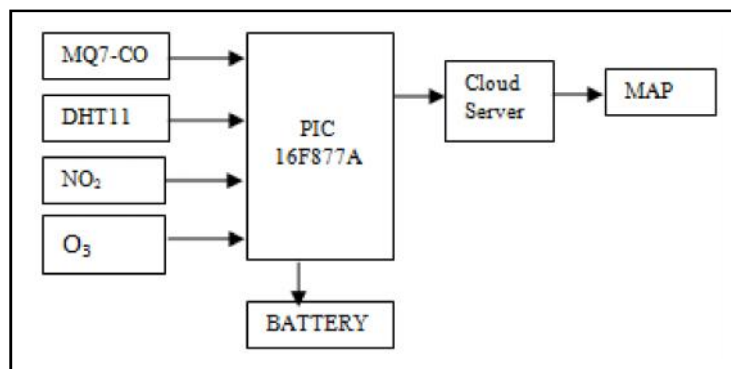 MQ7-CO
DHT11
NO₂
O₃
PIC
16F877A
Cloud
Server
MAP
BATTERY